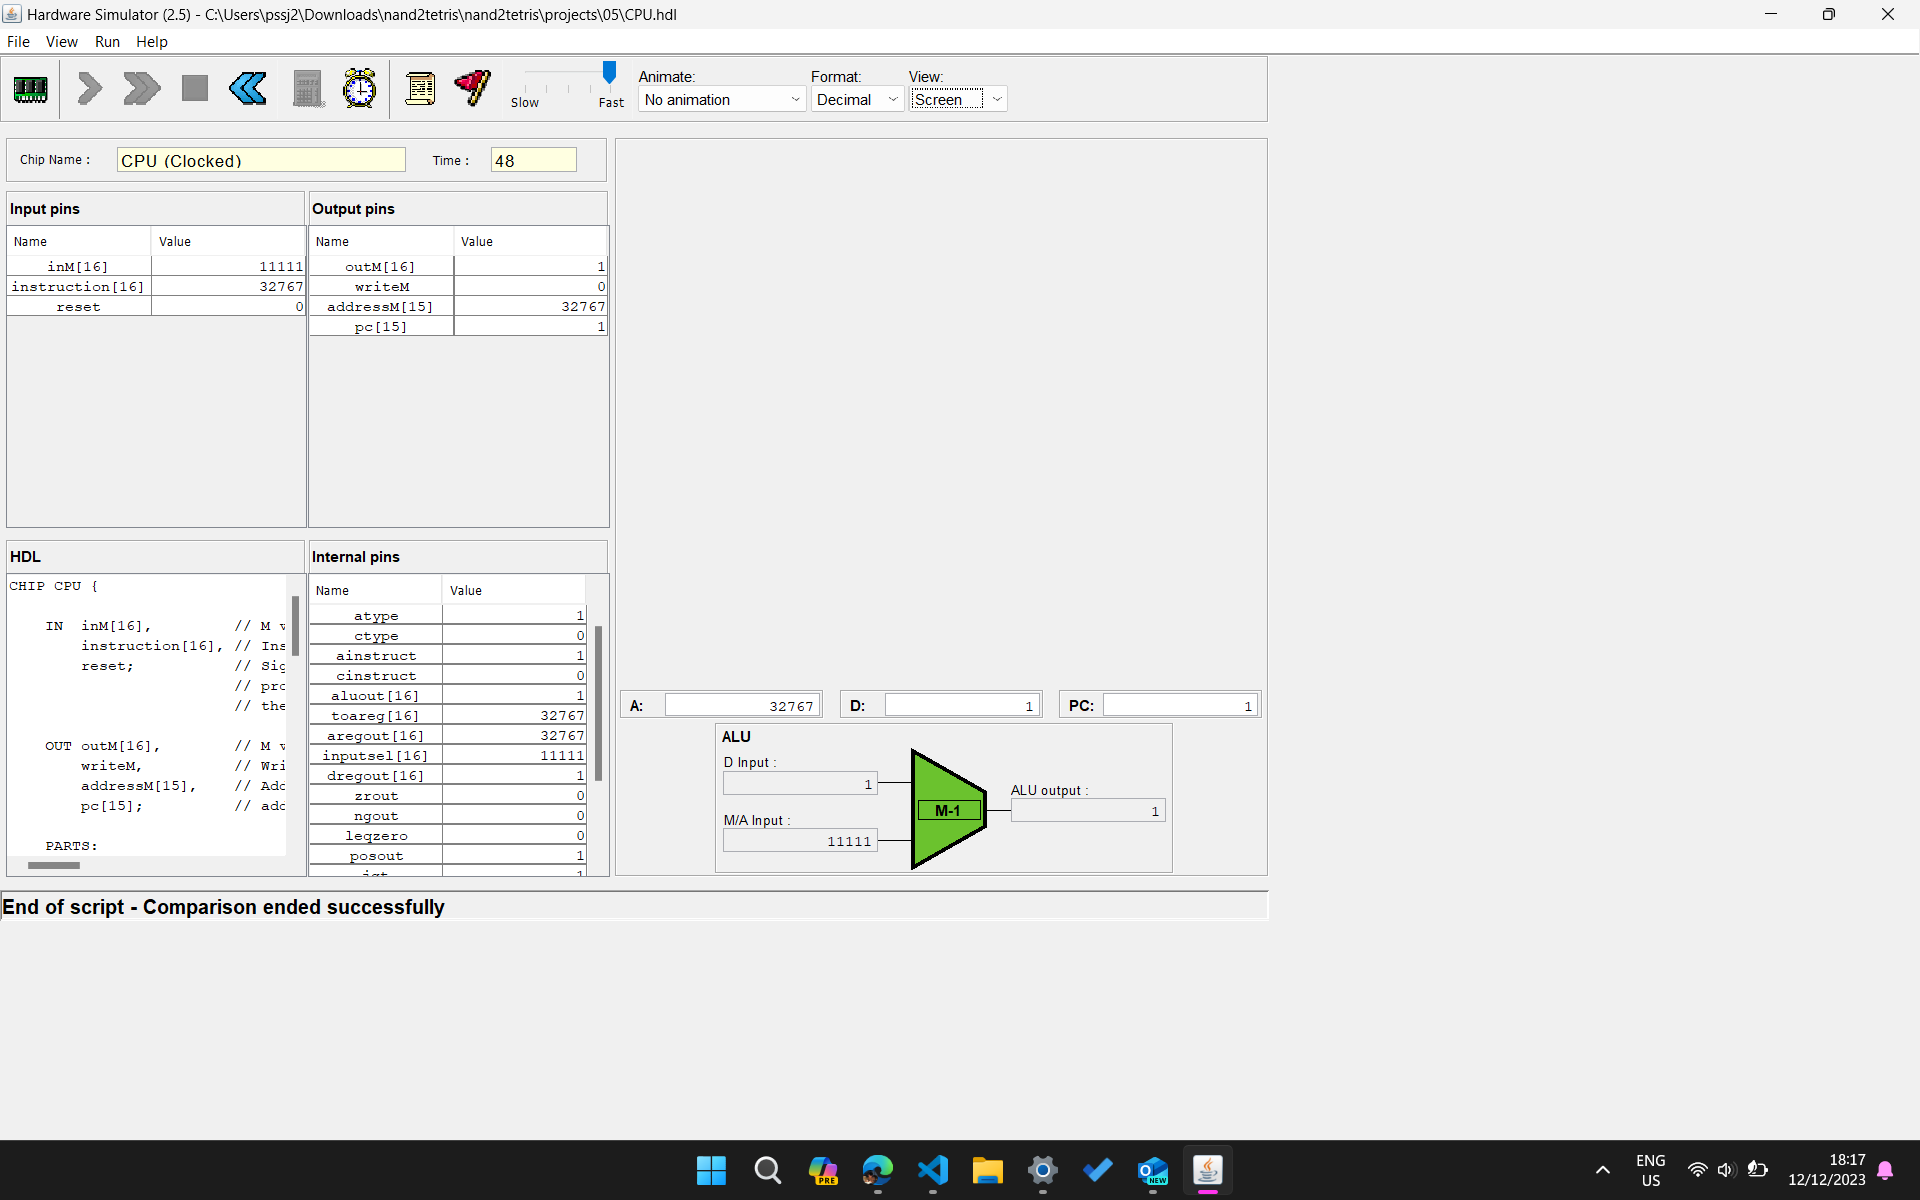 Hardware Simulator (2.5) - C:\Users\pssj2\Downloads\nand2tetris\nand2tetris\projects\05\CPU.hdl
File View Run Help
Slow Fast
Animate:
No animation
Format:
Decimal
View:
Screen
Chip Name :
CPU (Clocked)
Time :
48
Input pins
Name Value
inM[16] 11111
instruction[16] 32767
reset 0
Output pins
Name Value
outM[16] 1
writeM 0
addressM[15] 32767
pc[15] 1
HDL
CHIP CPU {
IN inM[16], // M v
instruction[16], // Ins
reset; // Sig
// pro
// the
OUT outM[16], // M v
writeM, // Wri
addressM[15], // Add
pc[15]; // add
PARTS:
Internal pins
Name Value
atype 1
ctype 0
ainstruct 1
cinstruct 0
aluout[16] 1
toareg[16] 32767
aregout[16] 32767
inputsel[16] 11111
dregout[16] 1
zrout 0
ngout 0
leqzero 0
posout 1
A: 32767
D: 1
PC: 1
ALU
D Input :
1
M/A Input :
11111
M-1
ALU output :
1
End of script - Comparison ended successfully
PRE
NEW
ENG
US
18:17
12/12/2023